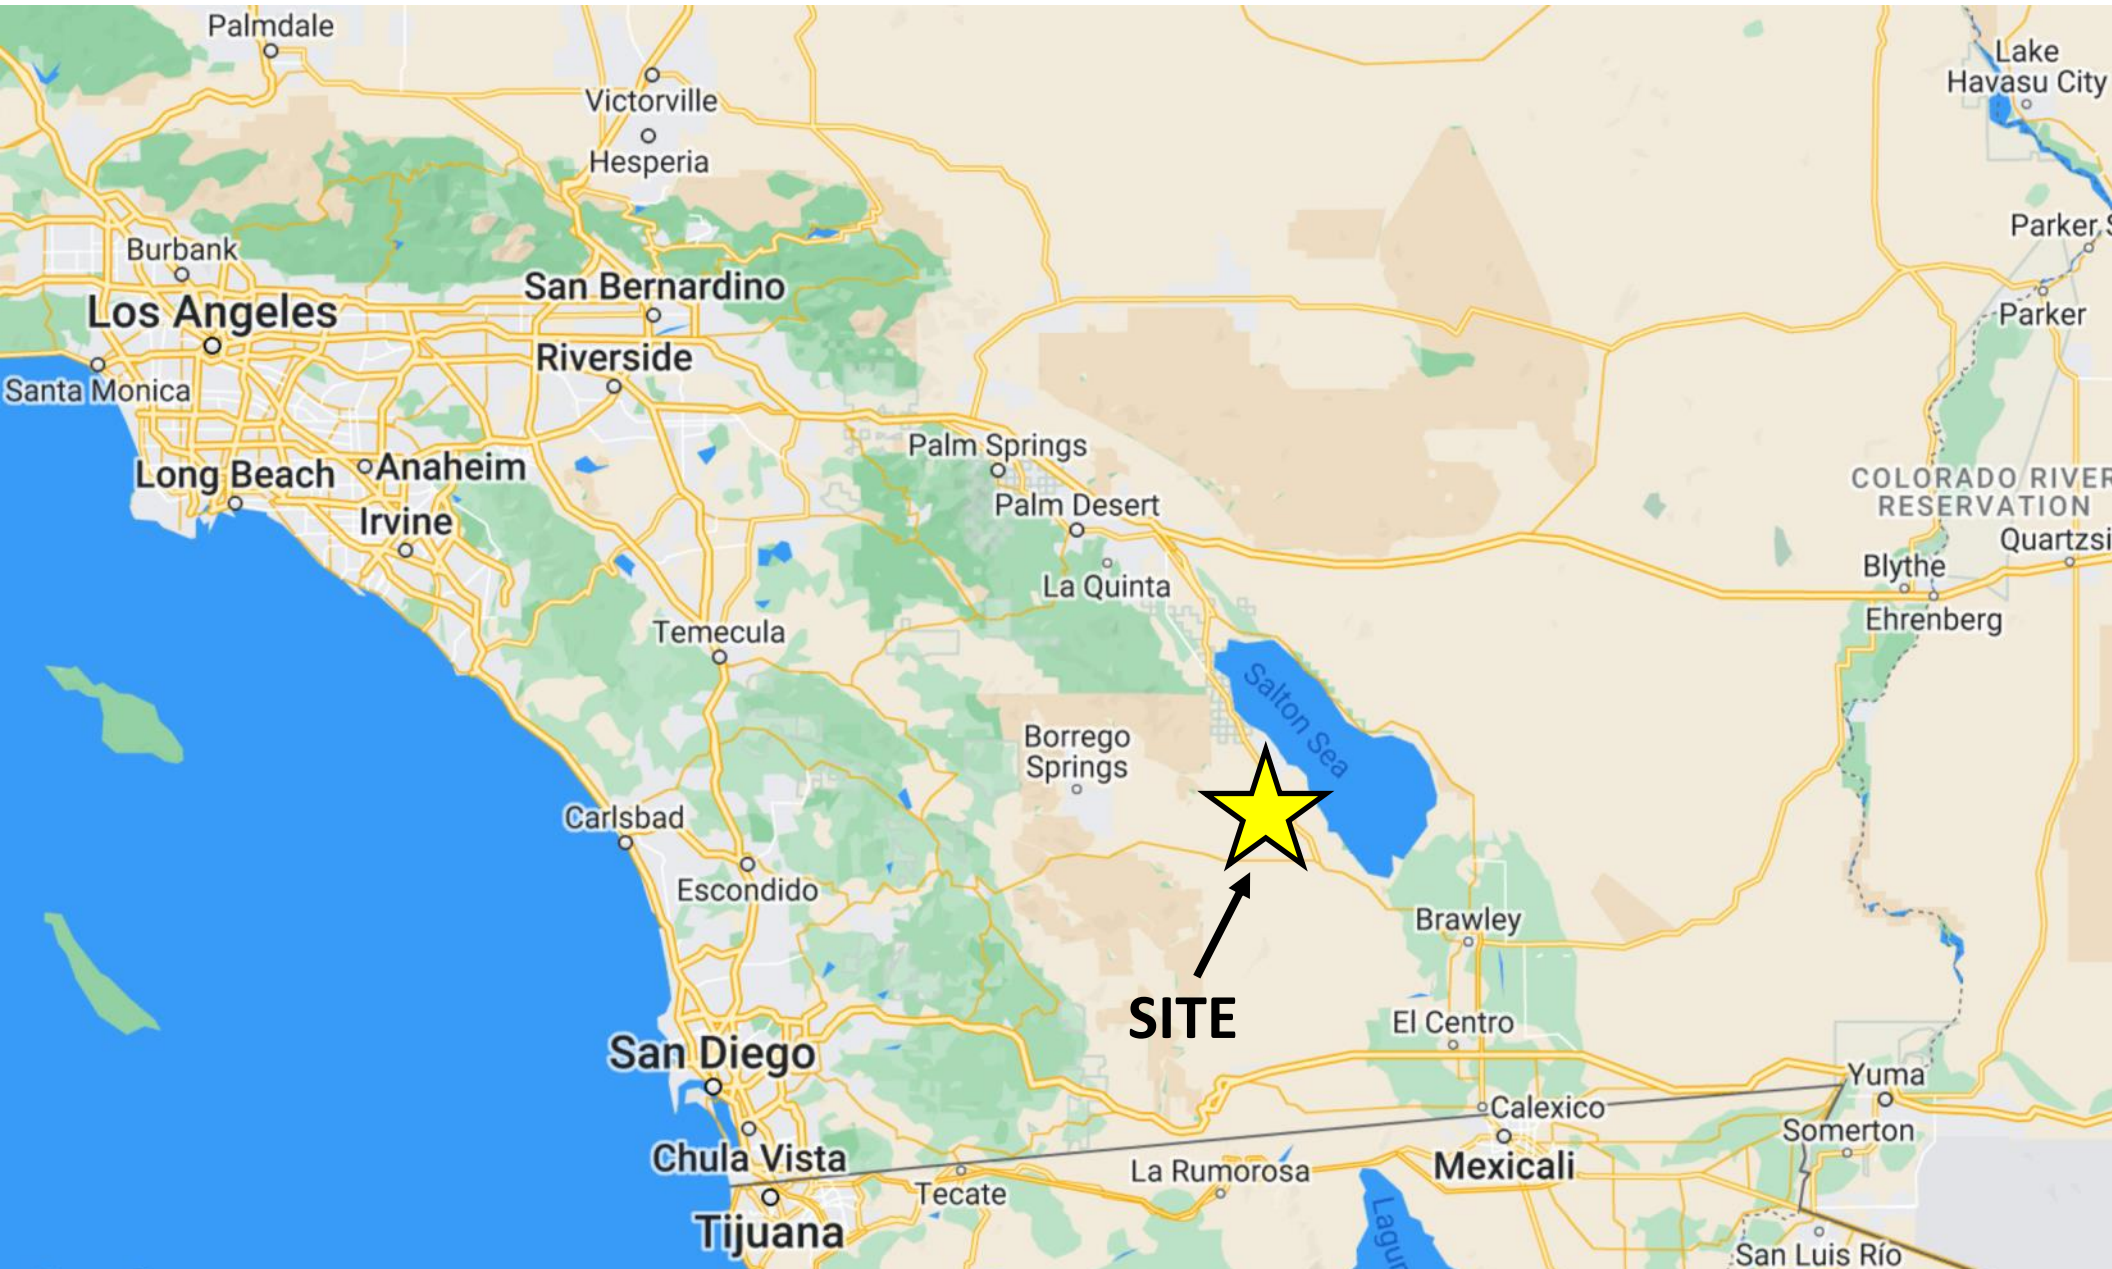 Palmdale
Lake
Havasu City
Victorville
Hesperia
Parker S
Burbank
San Bernardino
Los Angeles
Parker
Riverside
Santa Monica
Palm Springs
Long Beach
Anaheim
COLORADO RIVER
RESERVATION
Palm Desert
Irvine
Quartzsi
Blythe
La Quinta
Ehrenberg
Temecula
Salton Sea
Borrego
Springs
Carlsbad
Escondido
Brawley
SITE
El Centro
San Diego
Yuma
Calexico
Somerton
Chula Vista
Mexicali
La Rumorosa
Tecate
Tijuana
Lagun
San Luis Río